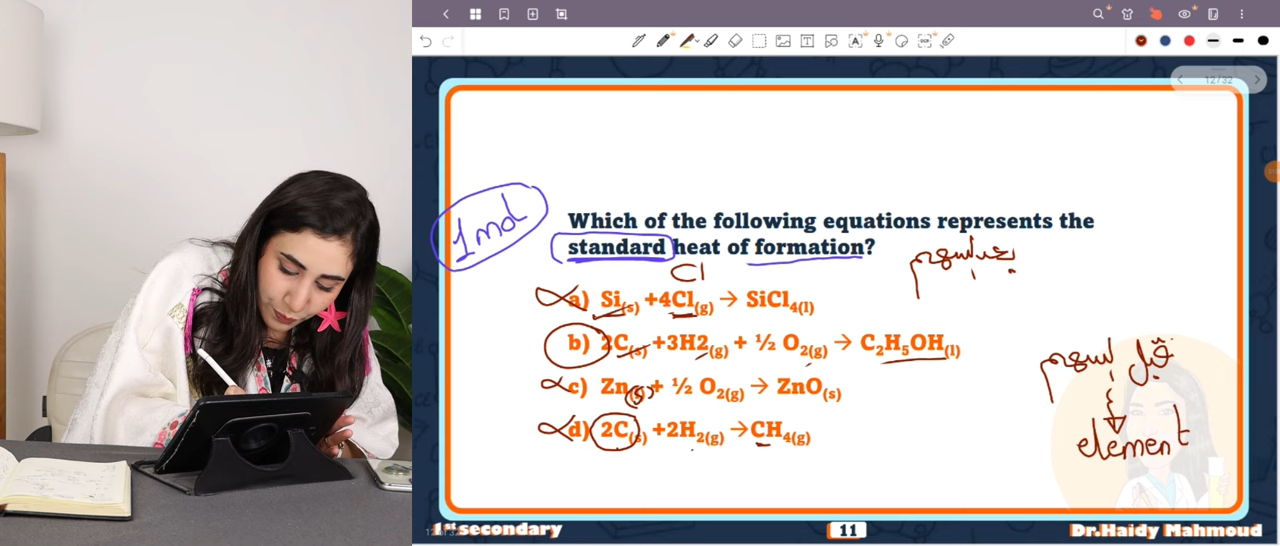 12/32
1 mol
Which of the following equations represents the
standard heat of formation?
Cl
a) Si(s) +4Cl(g) → SiCl4(l)
b) 2C(s) +3H2(g) + ½ O2(g) → C2H5OH(l)
c) Zn(s) + ½ O2(g) → ZnO(s)
d) 2C(s) +2H2(g) →CH4(g)
قبل السهم
element
1st secondary
11
Dr.Haidy Mahmoud